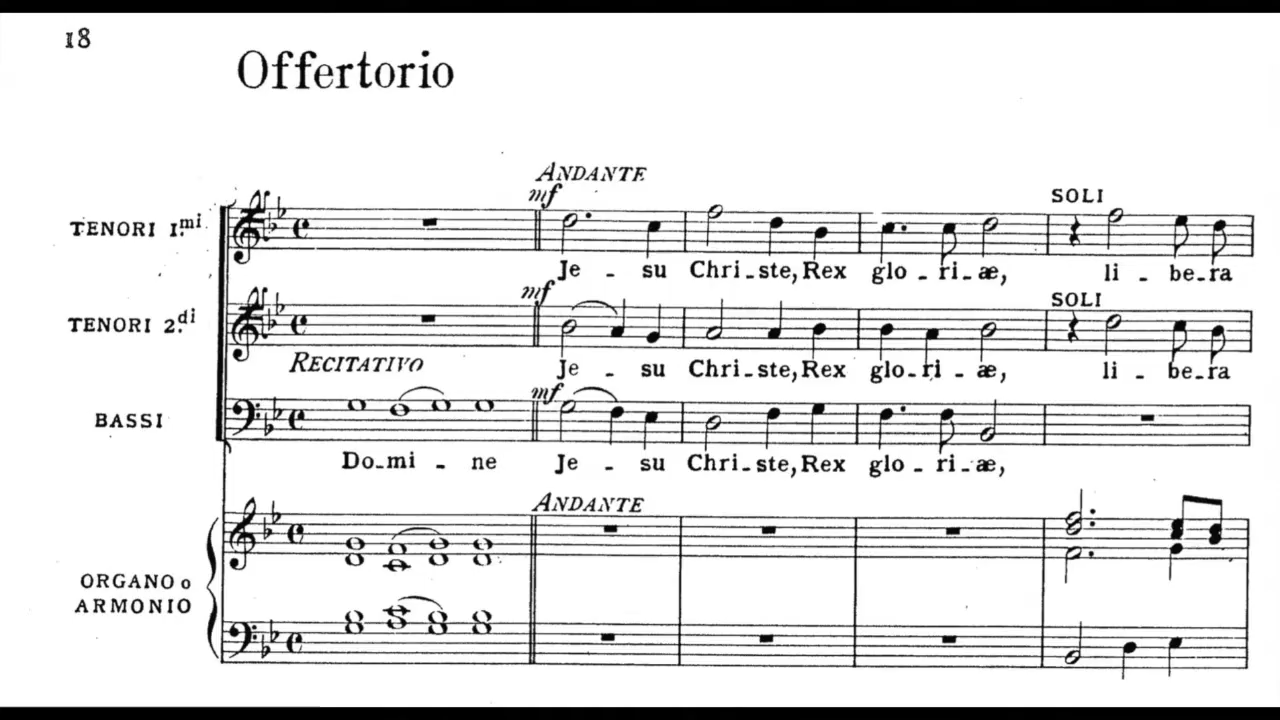 18
Offertorio
ANDANTE
mf
SOLI
TENORI 1.mi
Je - su Chri-ste, Rex glo - ri-æ, li - be-ra
mf
SOLI
TENORI 2.di
RECITATIVO
Je - su Chri-ste, Rex glo-ri-æ, li - be-ra
mf
BASSI
Do-mi - ne Je - su Chri-ste, Rex glo - ri-æ,
ANDANTE
ORGANO o
ARMONIO